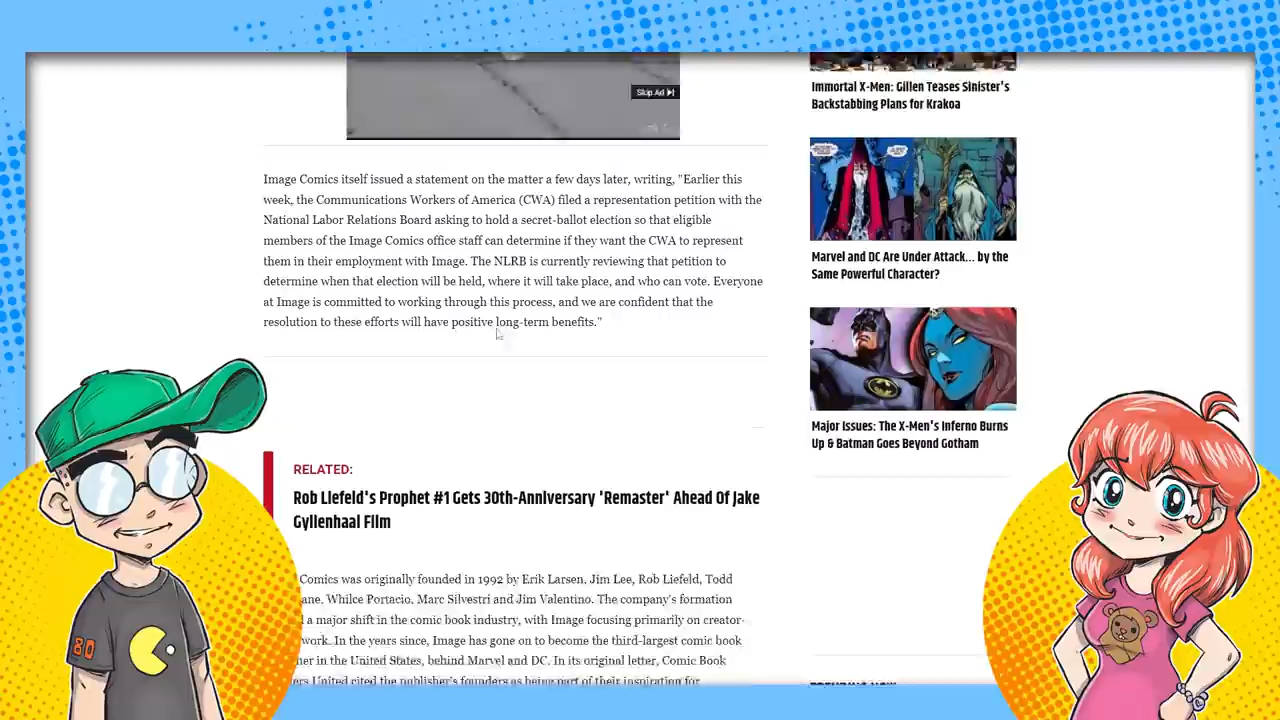 Skip Ad
Image Comics itself issued a statement on the matter a few days later, writing, "Earlier this
week, the Communications Workers of America (CWA) filed a representation petition with the
National Labor Relations Board asking to hold a secret-ballot election so that eligible
members of the Image Comics office staff can determine if they want the CWA to represent
them in their employment with Image. The NLRB is currently reviewing that petition to
determine when that election will be held, where it will take place, and who can vote. Everyone
at Image is committed to working through this process, and we are confident that the
resolution to these efforts will have positive long-term benefits."
RELATED:
Rob Liefeld's Prophet #1 Gets 30th-Anniversary 'Remaster' Ahead Of Jake
Gyllenhaal Film
Comics was originally founded in 1992 by Erik Larsen, Jim Lee, Rob Liefeld, Todd
ane, Whilce Portacio, Marc Silvestri and Jim Valentino. The company's formation
a major shift in the comic book industry, with Image focusing primarily on creator-
work. In the years since, Image has gone on to become the third-largest comic book
her in the United States, behind Marvel and DC. In its original letter, Comic Book
ers United cited the publisher's founders as being part of their inspiration for
Immortal X-Men: Gillen Teases Sinister's
Backstabbing Plans for Krakoa
Marvel and DC Are Under Attack... by the
Same Powerful Character?
Major Issues: The X-Men's Inferno Burns
Up & Batman Goes Beyond Gotham
80